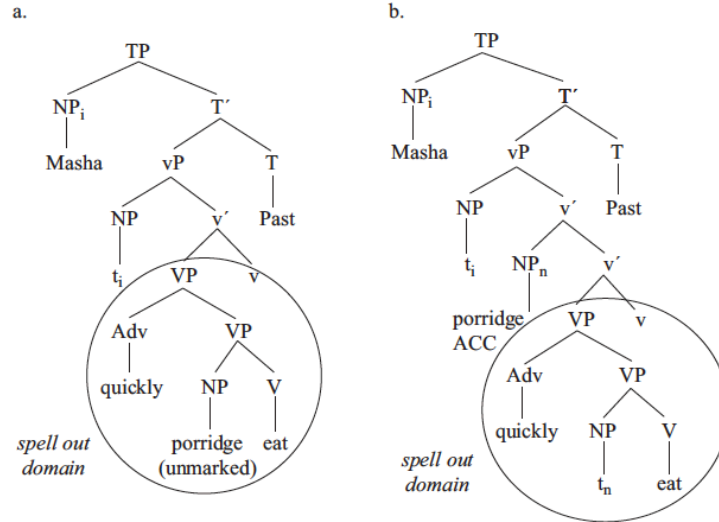 a.
TP
NPi
T′
Masha
vP
T
NP
v′
Past
ti
VP
v
Adv
VP
quickly
NP
V
spell out
domain
porridge
(unmarked)
eat
b.
TP
NPi
T′
Masha
vP
T
NP
v′
Past
ti
NPn
v′
porridge
ACC
VP
v
Adv
VP
quickly
NP
V
spell out
domain
tn
eat